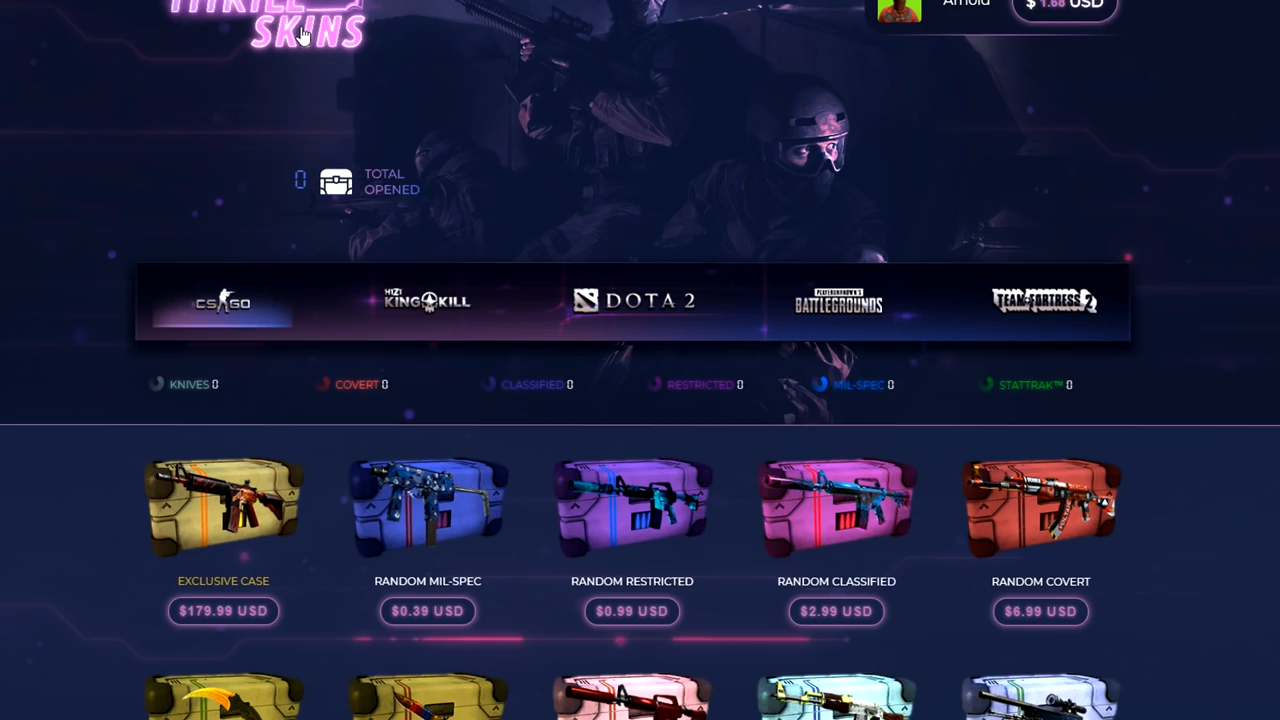 THRILL
SKINS
Arnold
$ 1.68 USD
0
TOTAL
OPENED
CS GO
H1Z1
KING KILL
DOTA 2
PLAYERUNKNOWN'S
BATTLEGROUNDS
TEAM FORTRESS 2
KNIVES 0
COVERT 0
CLASSIFIED 0
RESTRICTED 0
MIL-SPEC 0
STATTRAK™ 0
EXCLUSIVE CASE
RANDOM MIL-SPEC
RANDOM RESTRICTED
RANDOM CLASSIFIED
RANDOM COVERT
$179.99 USD
$0.39 USD
$0.99 USD
$2.99 USD
$6.99 USD